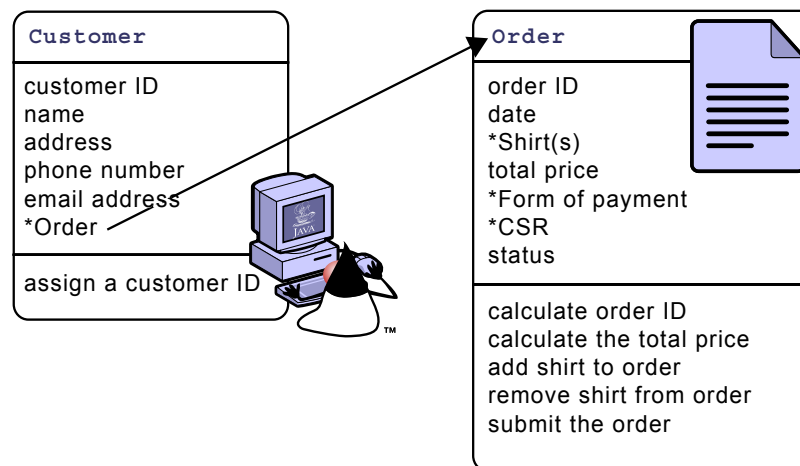 Customer
customer ID
name
address
phone number
email address
*Order
assign a customer ID
JAVA
TM
Order
order ID
date
*Shirt(s)
total price
*Form of payment
*CSR
status
calculate order ID
calculate the total price
add shirt to order
remove shirt from order
submit the order